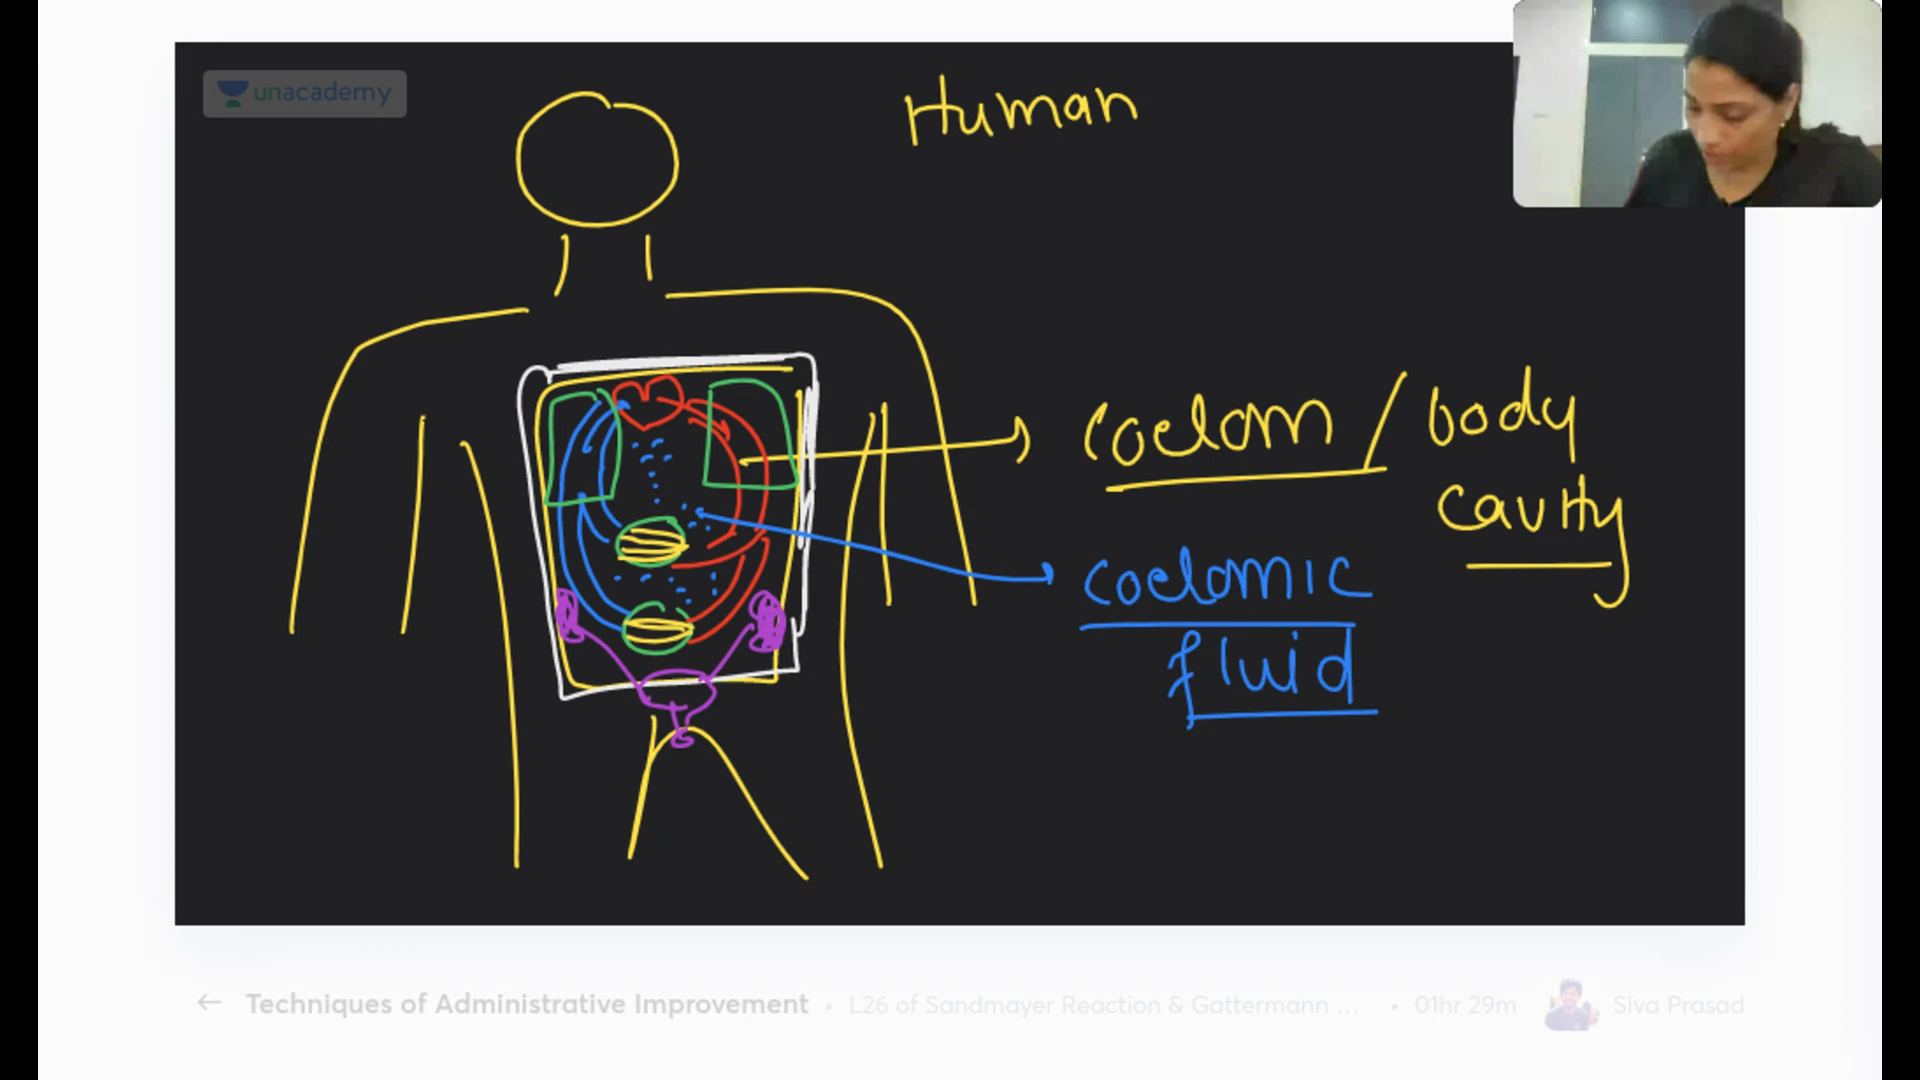 unacademy
Human
coelom / body
cavity
coelomic
fluid
Techniques of Administrative Improvement • L26 of Sandmayer Reaction & Gattermann ... • 01hr 29m Siva Prasad